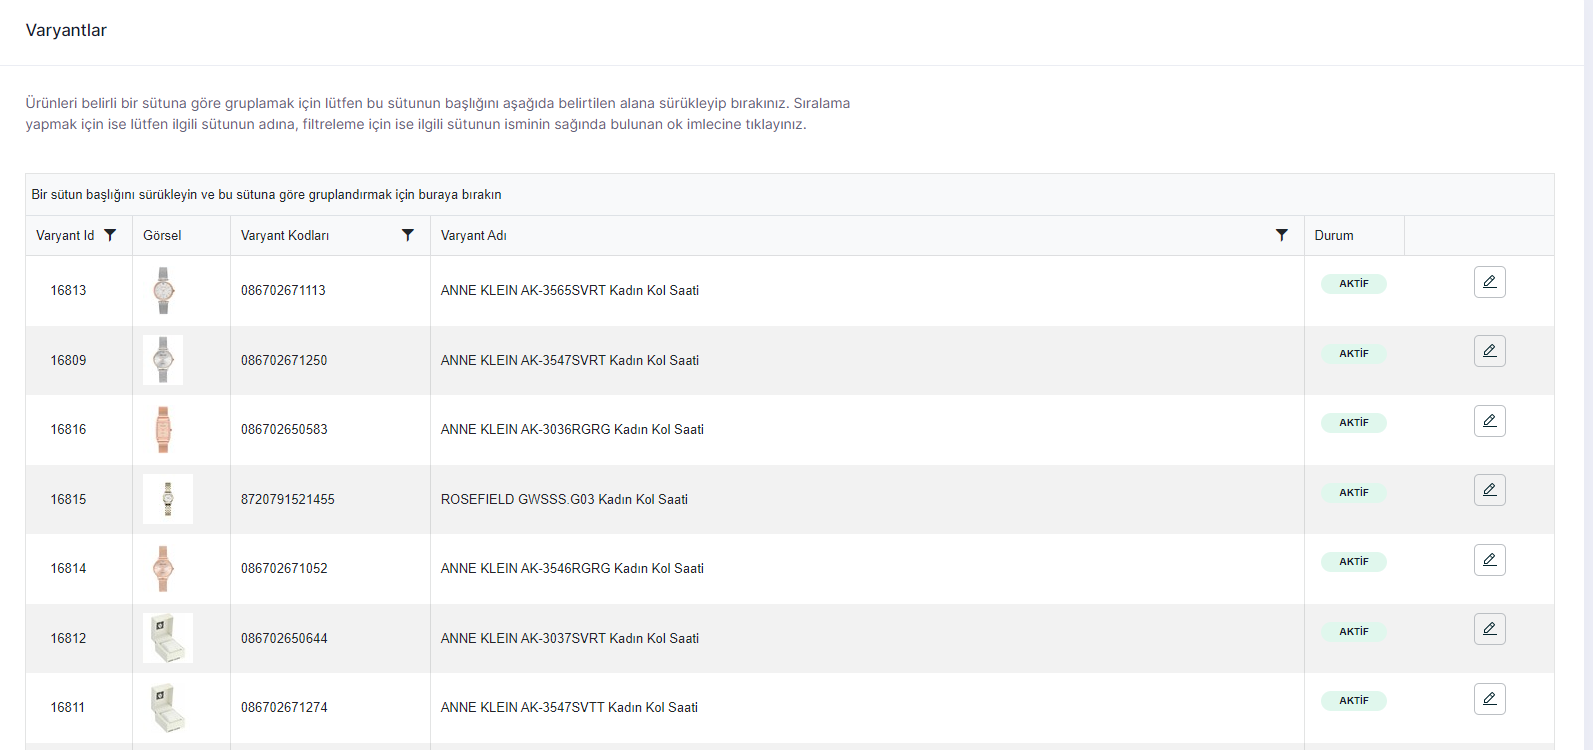 Varyantlar
Ürünleri belirli bir sütuna göre gruplamak için lütfen bu sütunun başlığını aşağıda belirtilen alana sürükleyip bırakınız. Sıralama
yapmak için ise lütfen ilgili sütunun adına, filtreleme için ise ilgili sütunun isminin sağında bulunan ok imlecine tıklayınız.
Bir sütun başlığını sürükleyin ve bu sütuna göre gruplandırmak için buraya bırakın
Varyant Id Görsel Varyant Kodları Varyant Adı Durum
16813 086702671113 ANNE KLEIN AK-3565SVRT Kadın Kol Saati AKTİF
16809 086702671250 ANNE KLEIN AK-3547SVRT Kadın Kol Saati AKTİF
16816 086702650583 ANNE KLEIN AK-3036RGRG Kadın Kol Saati AKTİF
16815 8720791521455 ROSEFIELD GWSSS.G03 Kadın Kol Saati AKTİF
16814 086702671052 ANNE KLEIN AK-3546RGRG Kadın Kol Saati AKTİF
16812 086702650644 ANNE KLEIN AK-3037SVRT Kadın Kol Saati AKTİF
16811 086702671274 ANNE KLEIN AK-3547SVTT Kadın Kol Saati AKTİF